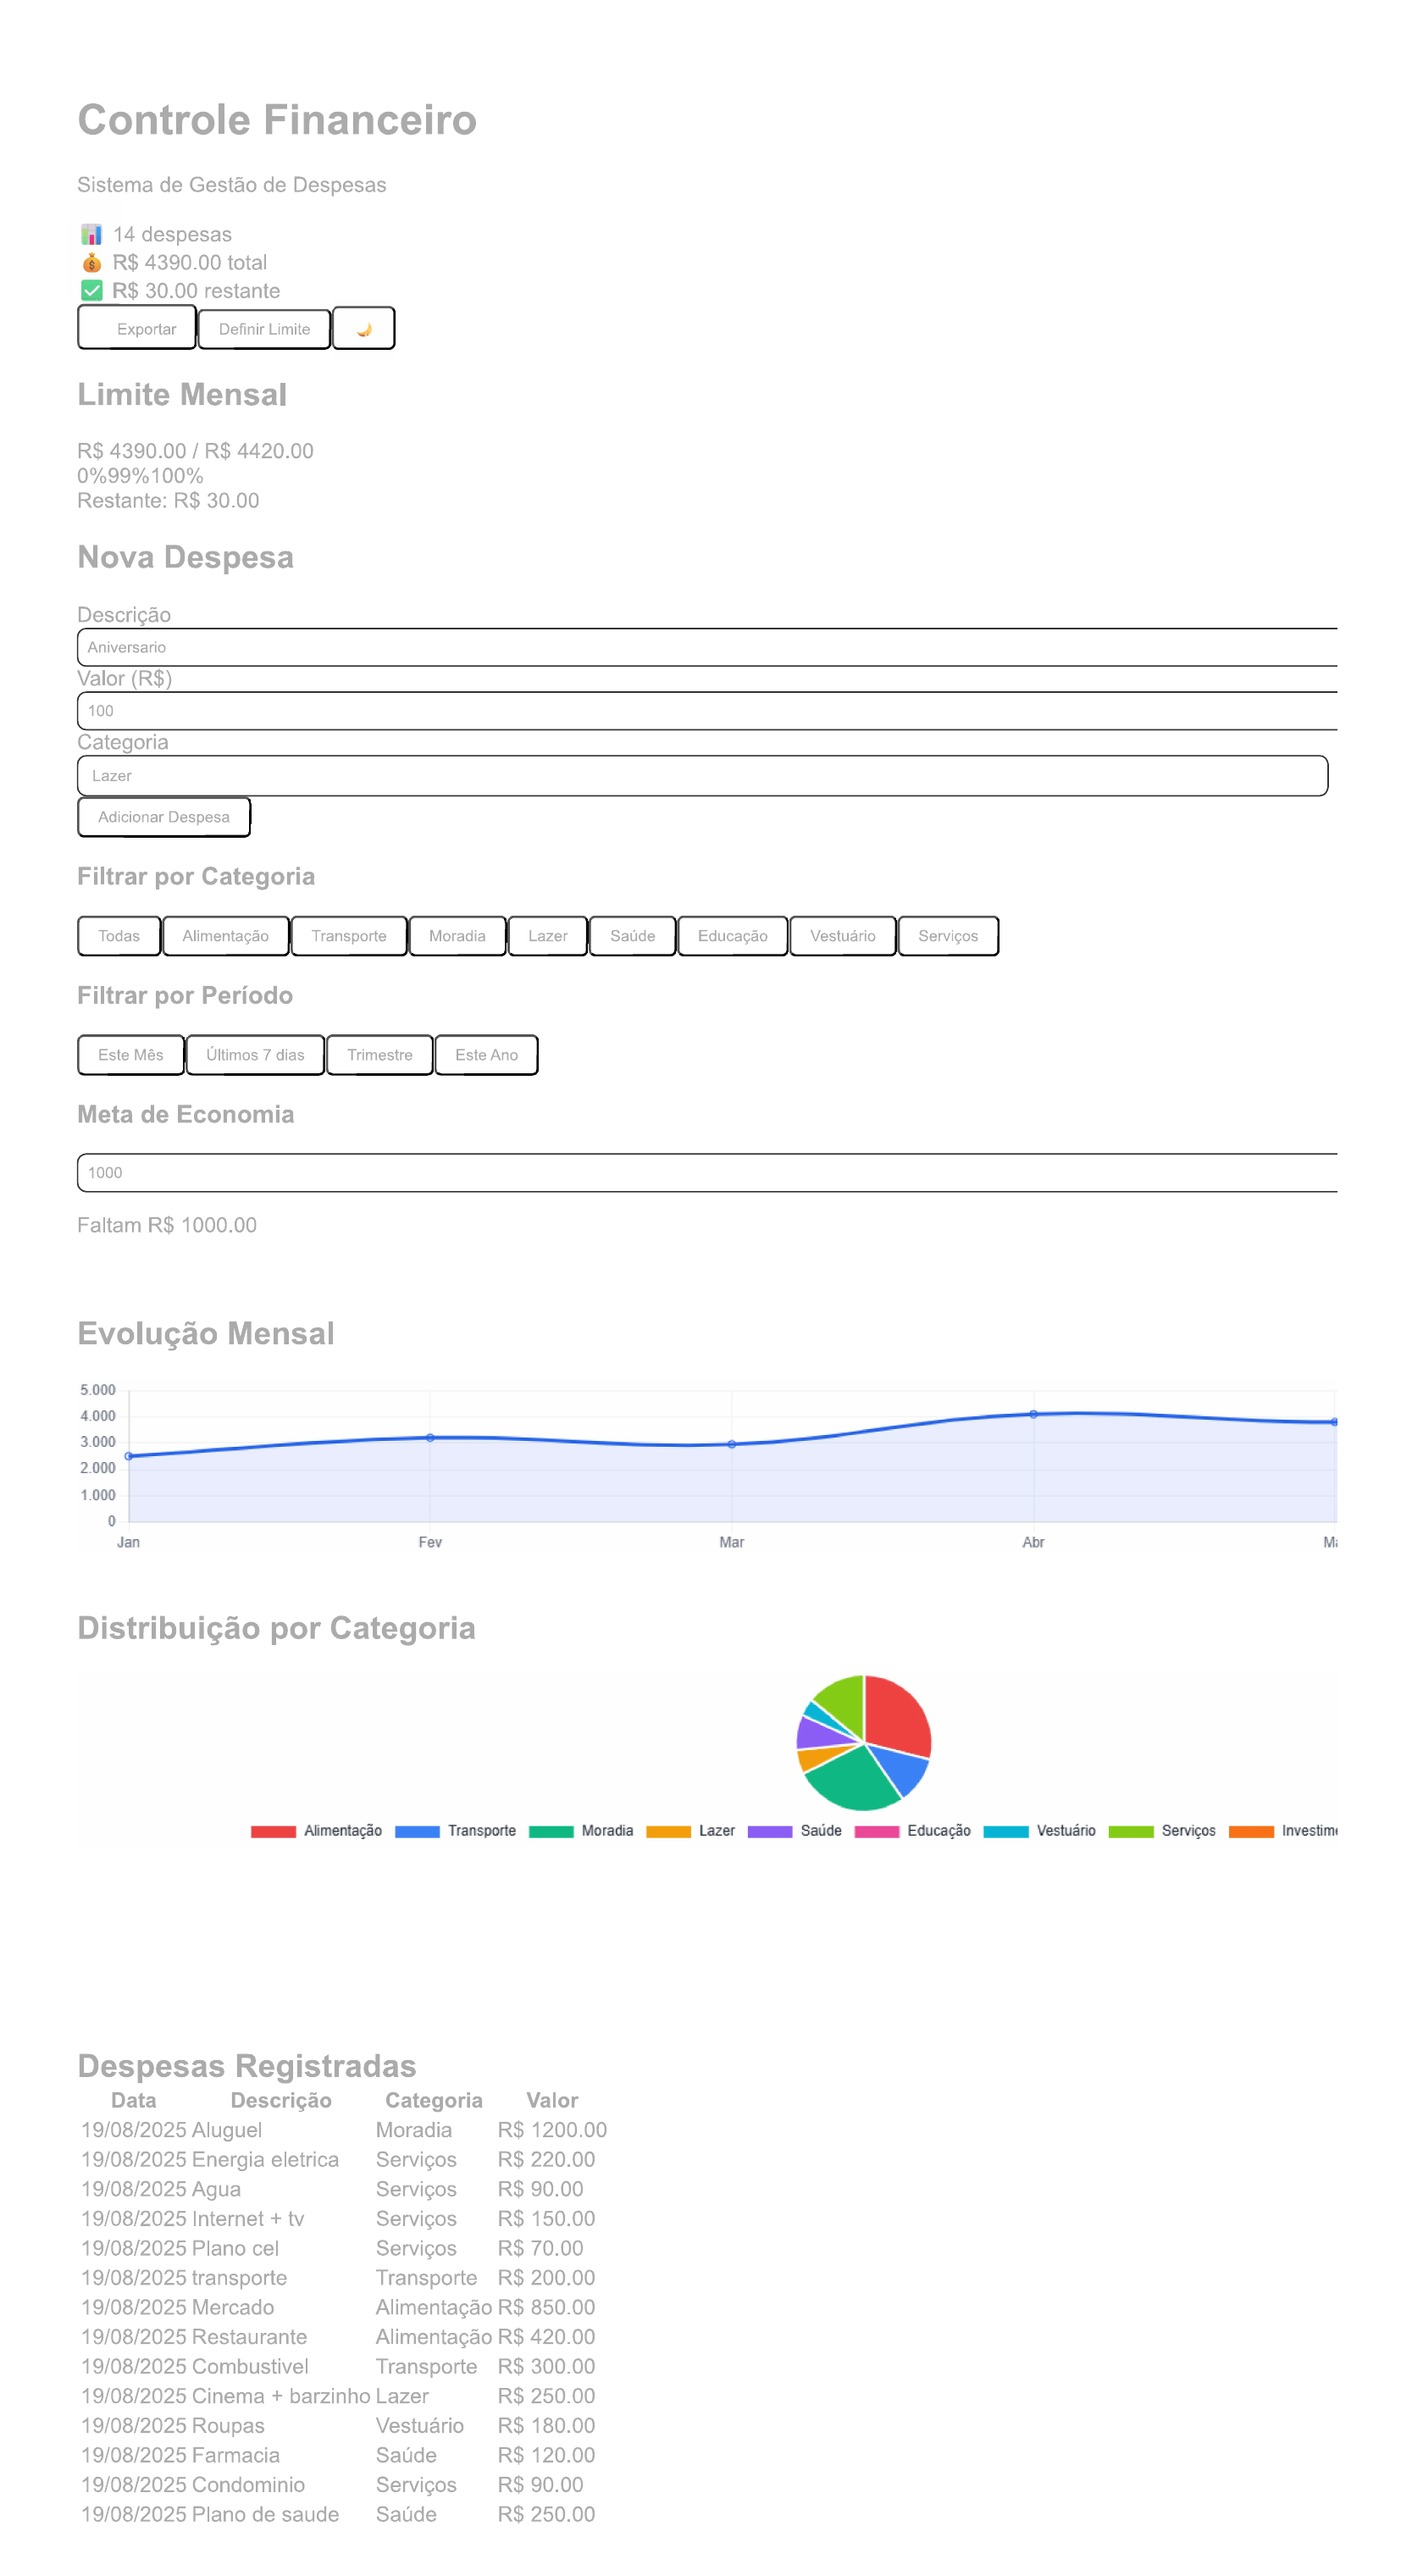 Controle Financeiro
Sistema de Gestão de Despesas
14 despesas
R$ 4390.00 total
R$ 30.00 restante
Exportar Definir Limite
Limite Mensal
R$ 4390.00 / R$ 4420.00
0%99%100%
Restante: R$ 30.00
Nova Despesa
Descrição
Aniversario
Valor (R$)
100
Categoria
Lazer
Adicionar Despesa
Filtrar por Categoria
Todas Alimentação Transporte Moradia Lazer Saúde Educação Vestuário Serviços
Filtrar por Período
Este Mês Últimos 7 dias Trimestre Este Ano
Meta de Economia
1000
Faltam R$ 1000.00
Evolução Mensal
5.000
4.000
3.000
2.000
1.000
0
Jan Fev Mar Abr
Distribuição por Categoria
Alimentação Transporte Moradia Lazer Saúde Educação Vestuário Serviços
Despesas Registradas
Data Descrição Categoria Valor
19/08/2025 Aluguel Moradia R$ 1200.00
19/08/2025 Energia eletrica Serviços R$ 220.00
19/08/2025 Agua Serviços R$ 90.00
19/08/2025 Internet + tv Serviços R$ 150.00
19/08/2025 Plano cel Serviços R$ 70.00
19/08/2025 transporte Transporte R$ 200.00
19/08/2025 Mercado Alimentação R$ 850.00
19/08/2025 Restaurante Alimentação R$ 420.00
19/08/2025 Combustivel Transporte R$ 300.00
19/08/2025 Cinema + barzinho Lazer R$ 250.00
19/08/2025 Roupas Vestuário R$ 180.00
19/08/2025 Farmacia Saúde R$ 120.00
19/08/2025 Condominio Serviços R$ 90.00
19/08/2025 Plano de saude Saúde R$ 250.00